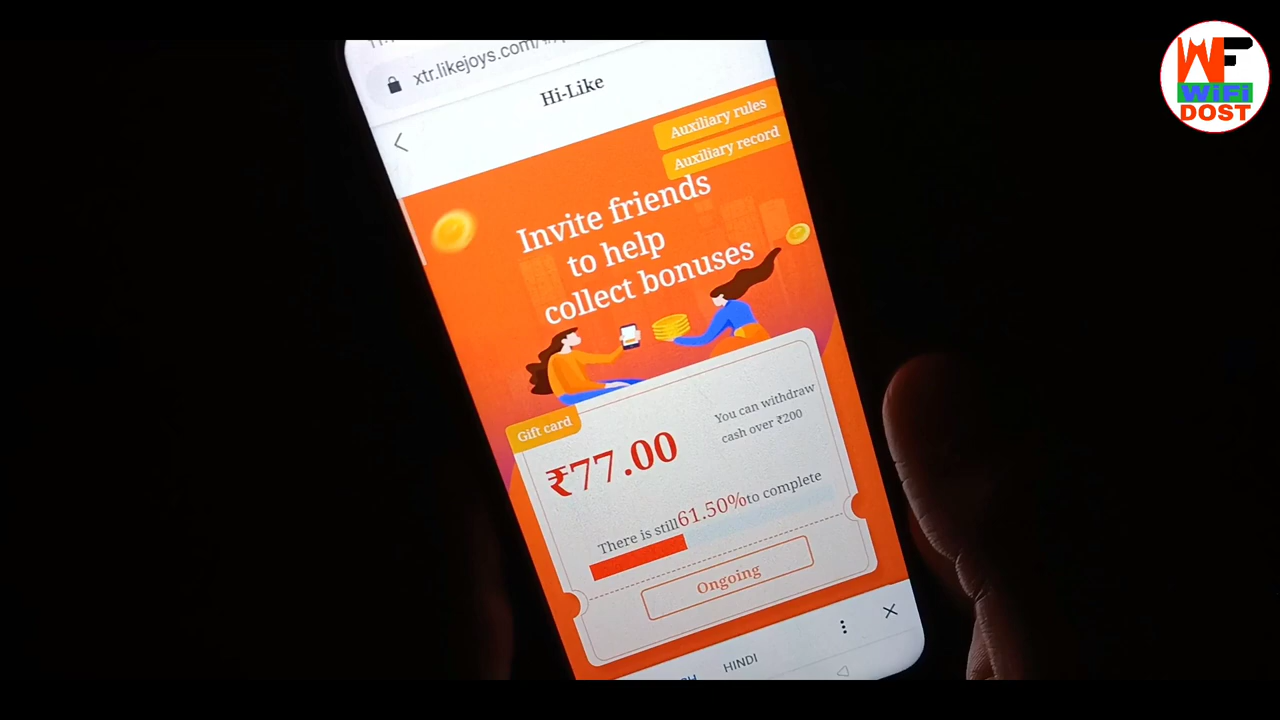 WF
WiFi
DOST
xtr.likejoys.com/
Hi-Like
Auxiliary rules
Auxiliary record
Invite friends
to help
collect bonuses
Gift card
You can withdraw
cash over ₹200
₹77.00
There is still 61.50% to complete
Ongoing
HINDI